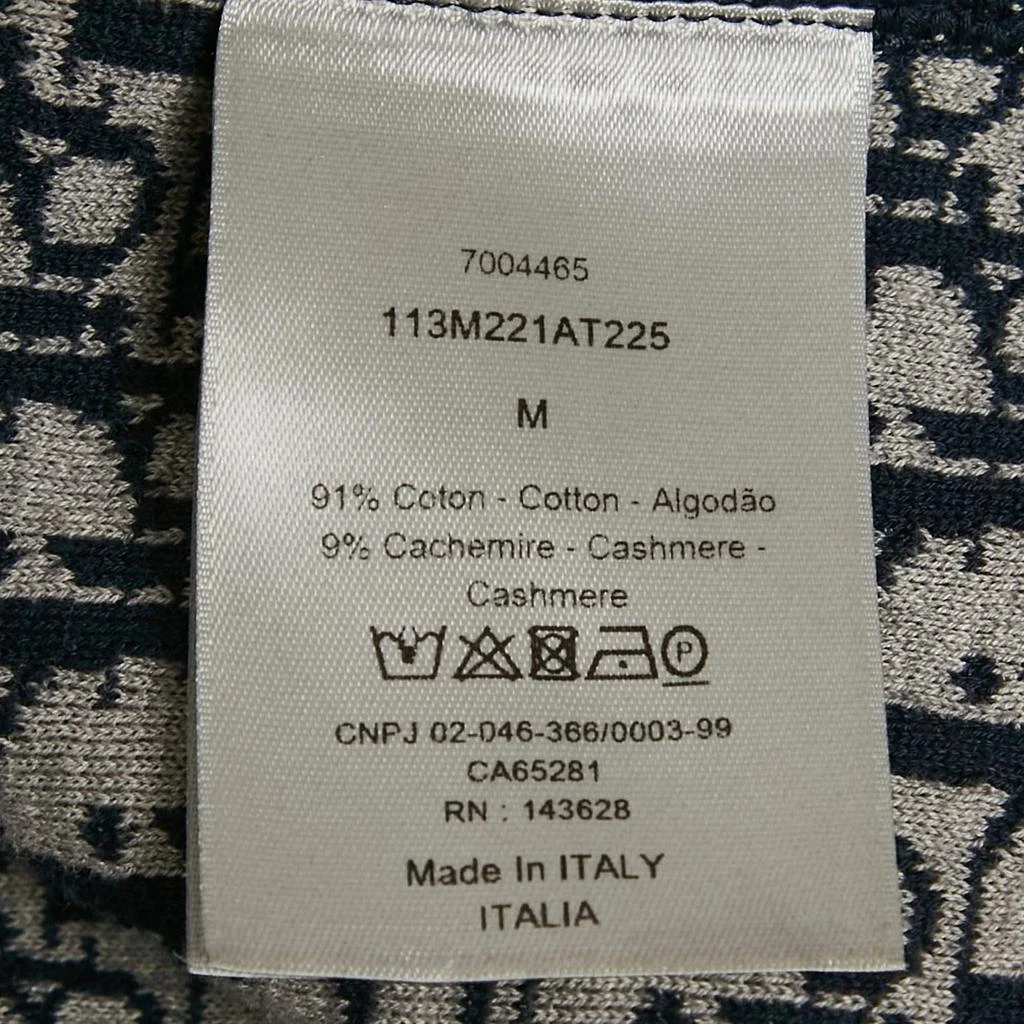 7004465
113M221AT225
M
91% Coton - Cotton - Algodão
9% Cachemire - Cashmere -
Cashmere
P
CNPJ 02-046-366/0003-99
CA65281
RN : 143628
Made In ITALY
ITALIA